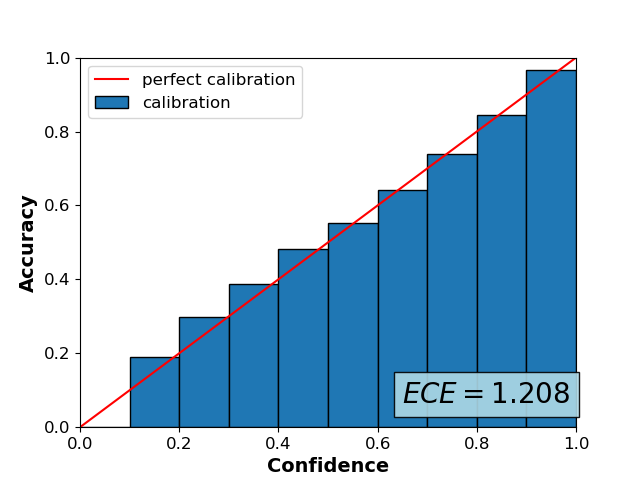 perfect calibration
calibration
1.0
0.8
0.6
0.4
0.2
0.0
Accuracy
ECE = 1.208
0.0 0.2 0.4 0.6 0.8 1.0
Confidence